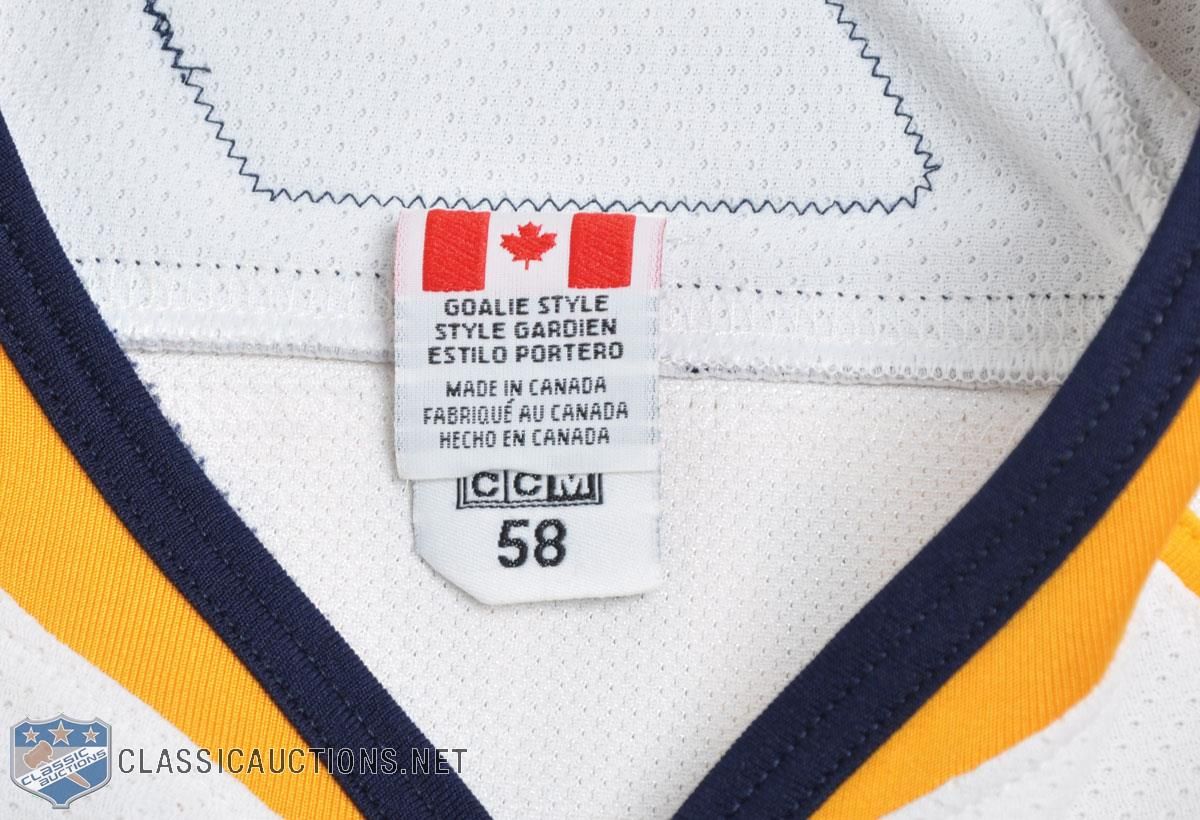 GOALIE STYLE
STYLE GARDIEN
ESTILO PORTERO
MADE IN CANADA
FABRIQUÉ AU CANADA
HECHO EN CANADA
CCM
58
CLASSIC
AUCTIONS
CLASSICAUCTIONS.NET